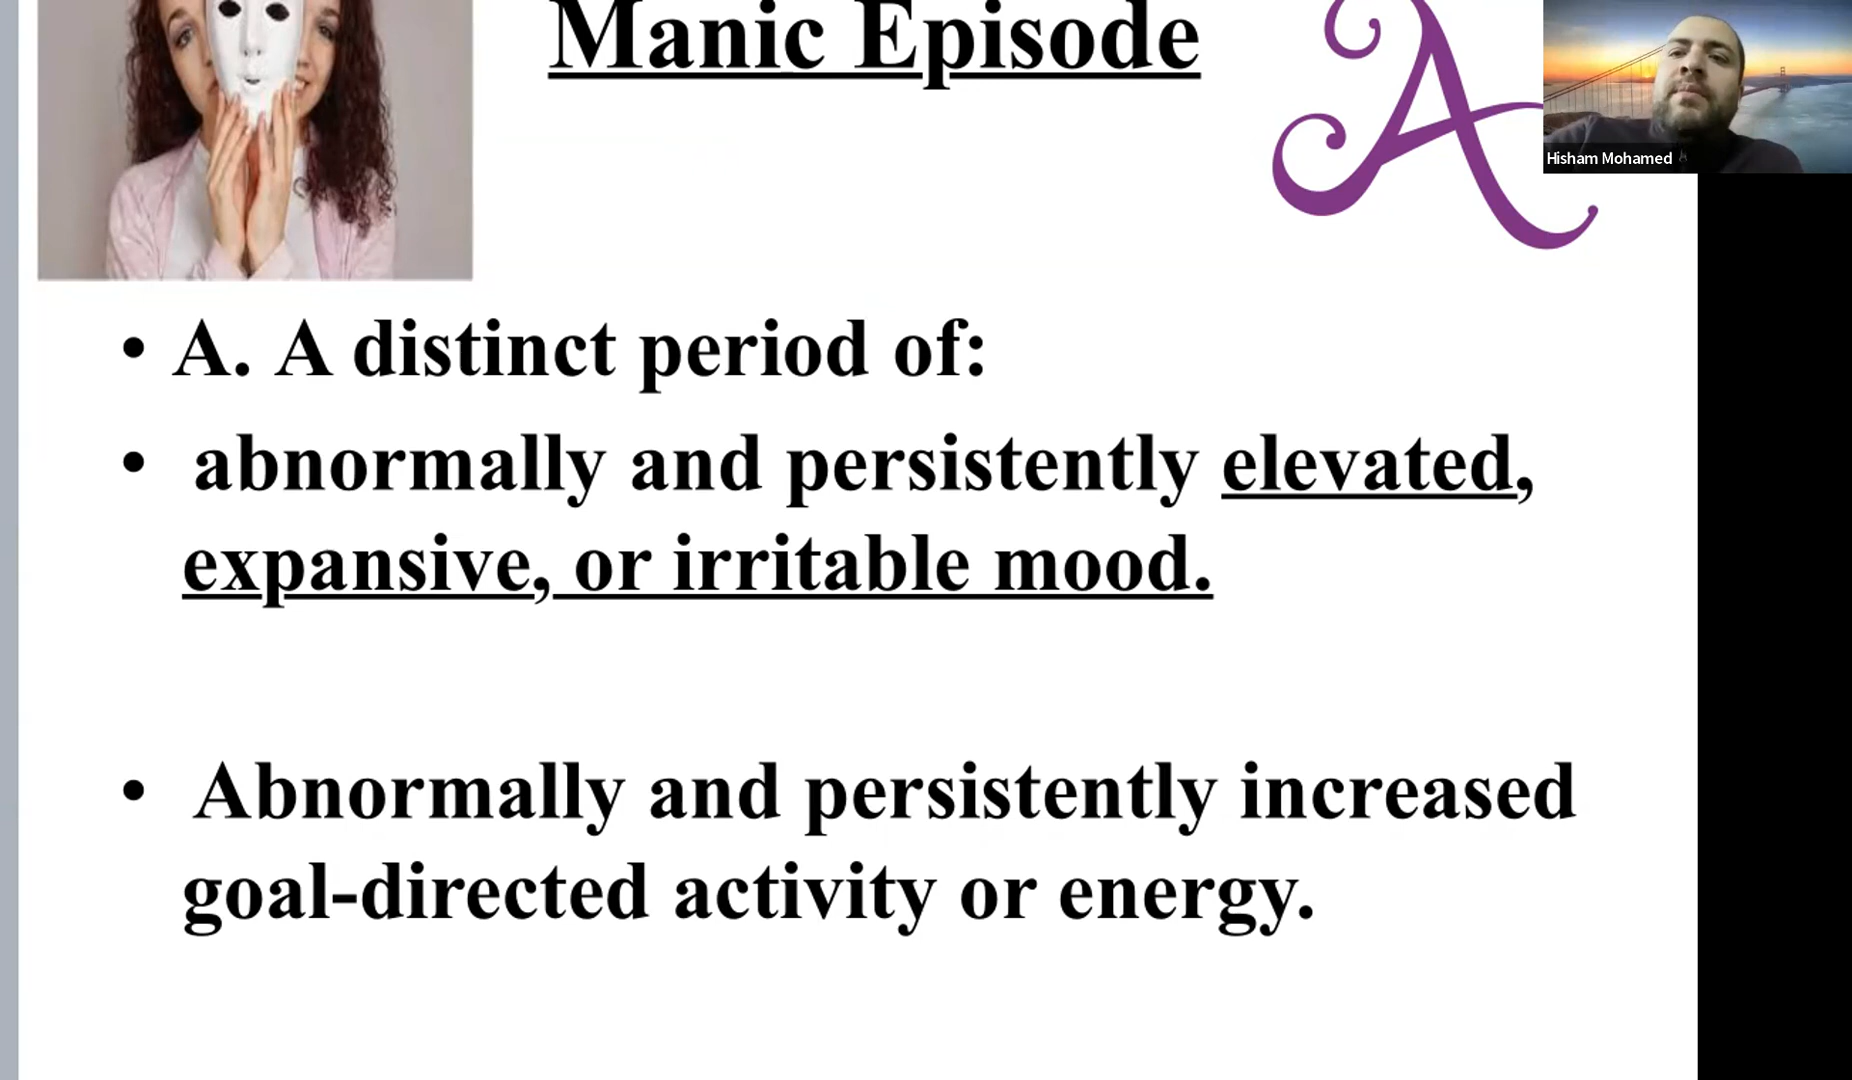 Manic Episode
A
Hisham Mohamed
• A. A distinct period of:
• abnormally and persistently elevated,
expansive, or irritable mood.
• Abnormally and persistently increased
goal-directed activity or energy.